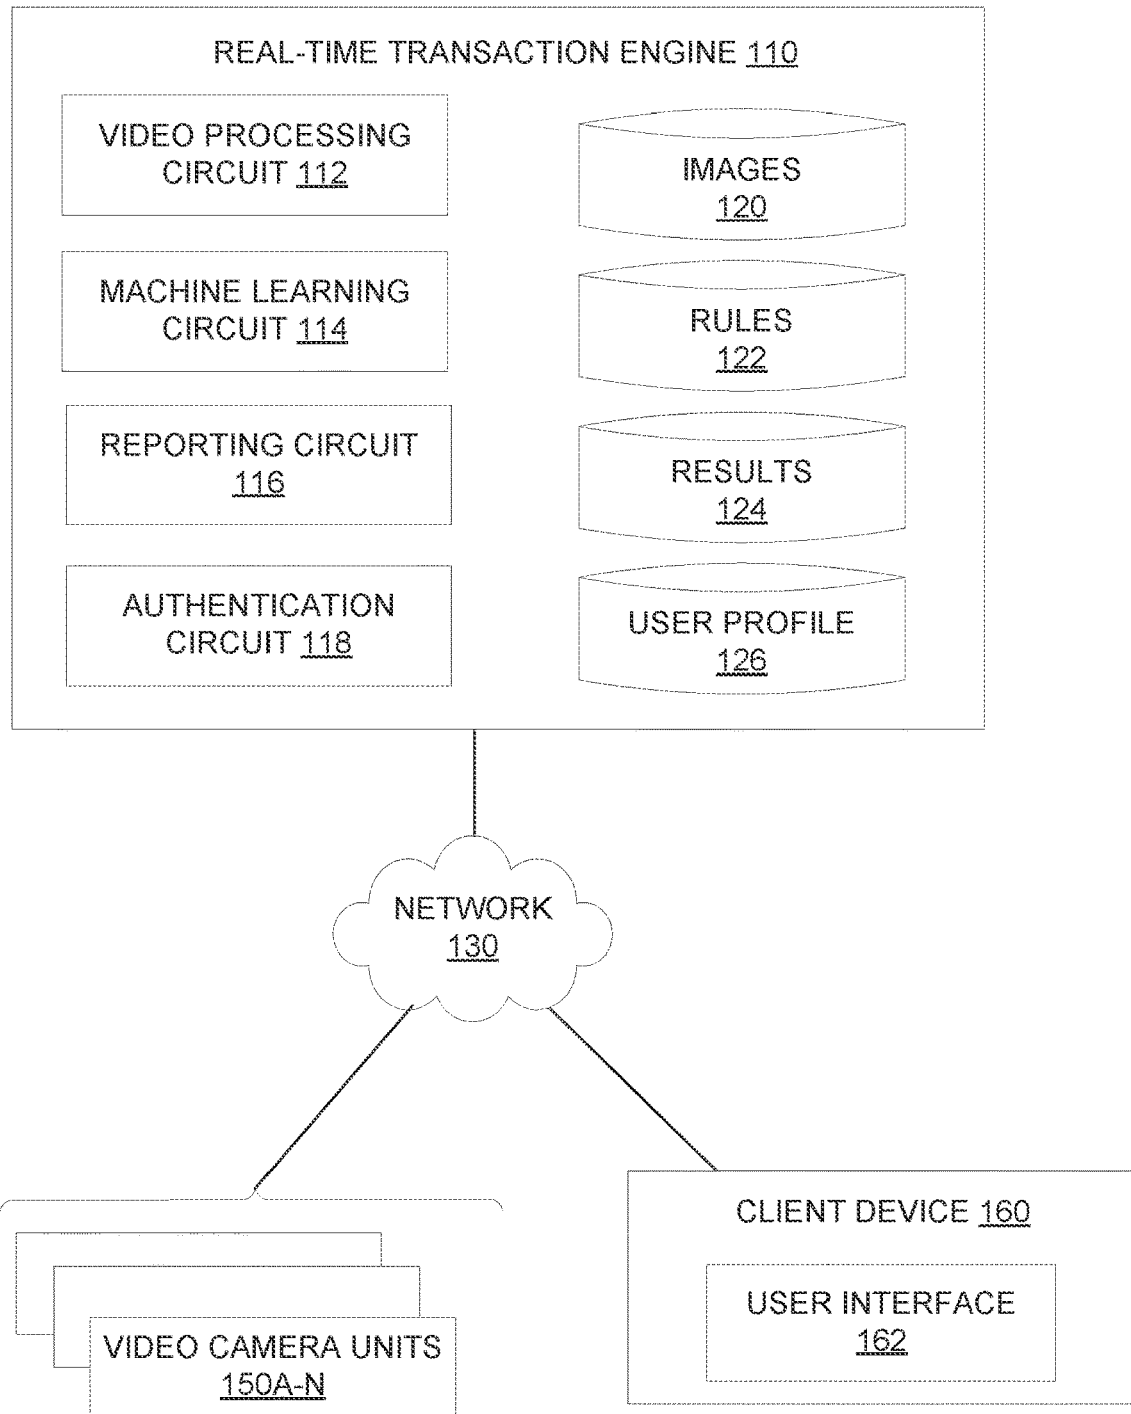 REAL-TIME TRANSACTION ENGINE 110
VIDEO PROCESSING
CIRCUIT 112
MACHINE LEARNING
CIRCUIT 114
REPORTING CIRCUIT
116
AUTHENTICATION
CIRCUIT 118
IMAGES
120
RULES
122
RESULTS
124
USER PROFILE
126
NETWORK
130
VIDEO CAMERA UNITS
150A-N
CLIENT DEVICE 160
USER INTERFACE
162